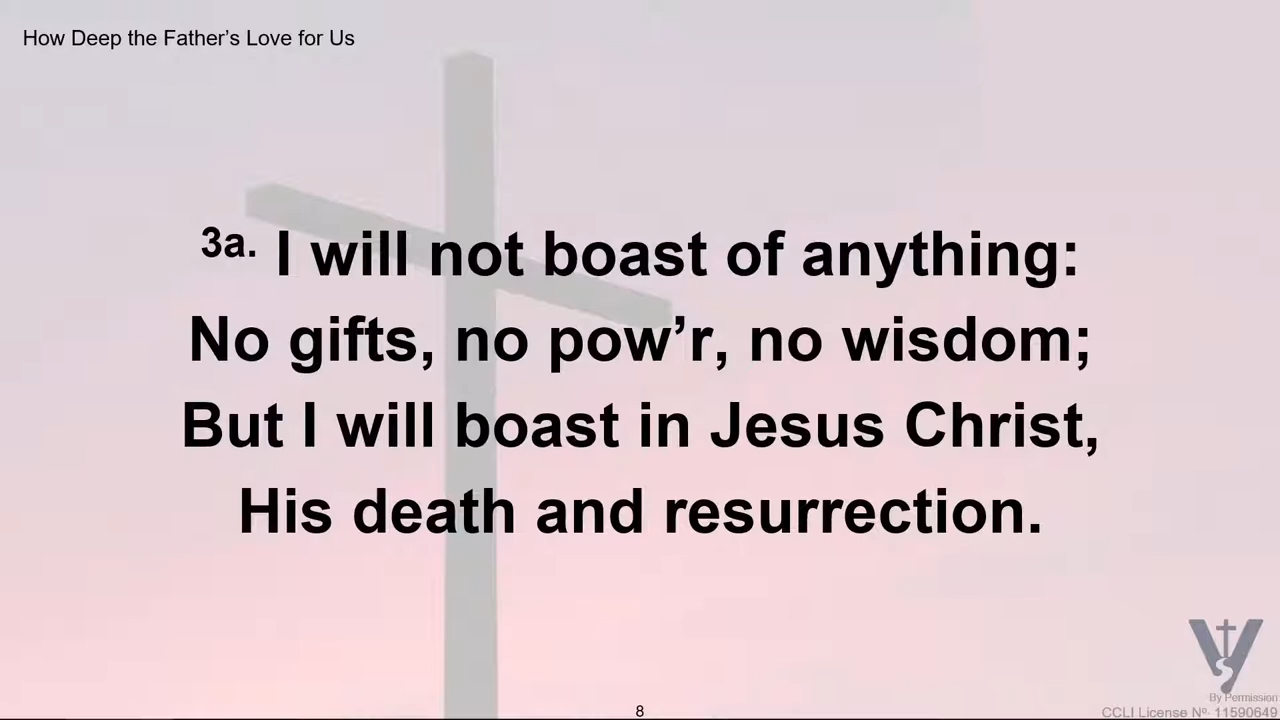 How Deep the Father’s Love for Us
3a. I will not boast of anything:
No gifts, no pow’r, no wisdom;
But I will boast in Jesus Christ,
His death and resurrection.
By Permission
CCLI License Nº. 11590649
8